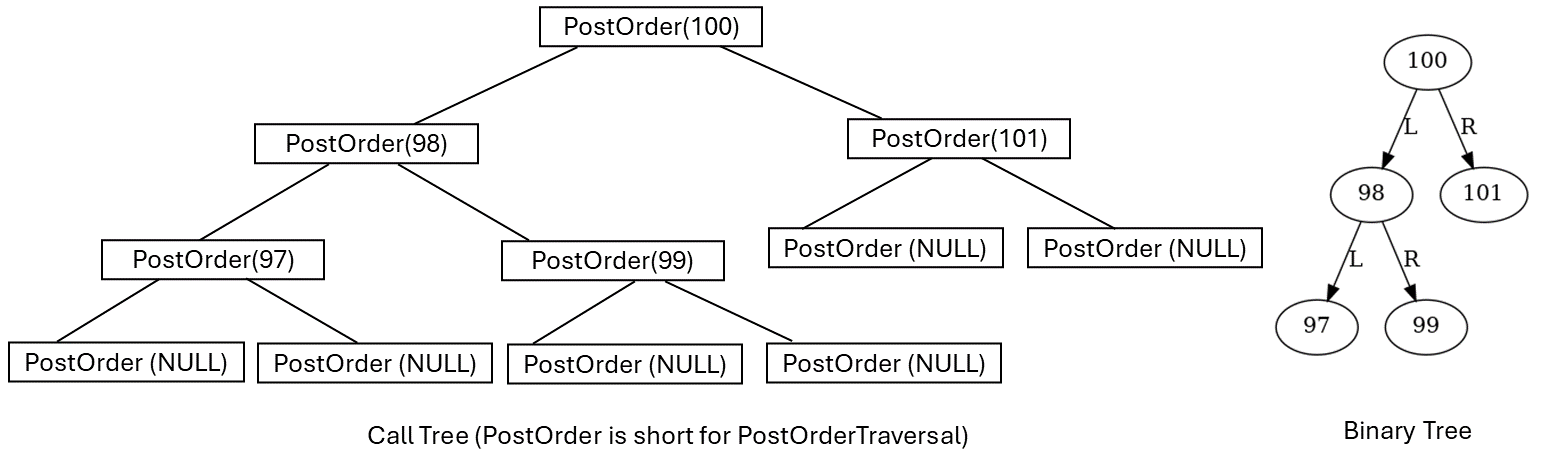 PostOrder(100)
PostOrder(98)
PostOrder(101)
PostOrder(97)
PostOrder(99)
PostOrder (NULL)
PostOrder (NULL)
PostOrder (NULL)
PostOrder (NULL)
PostOrder (NULL)
PostOrder (NULL)
Call Tree (PostOrder is short for PostOrderTraversal)
100
L
R
98
101
L
R
97
99
Binary Tree